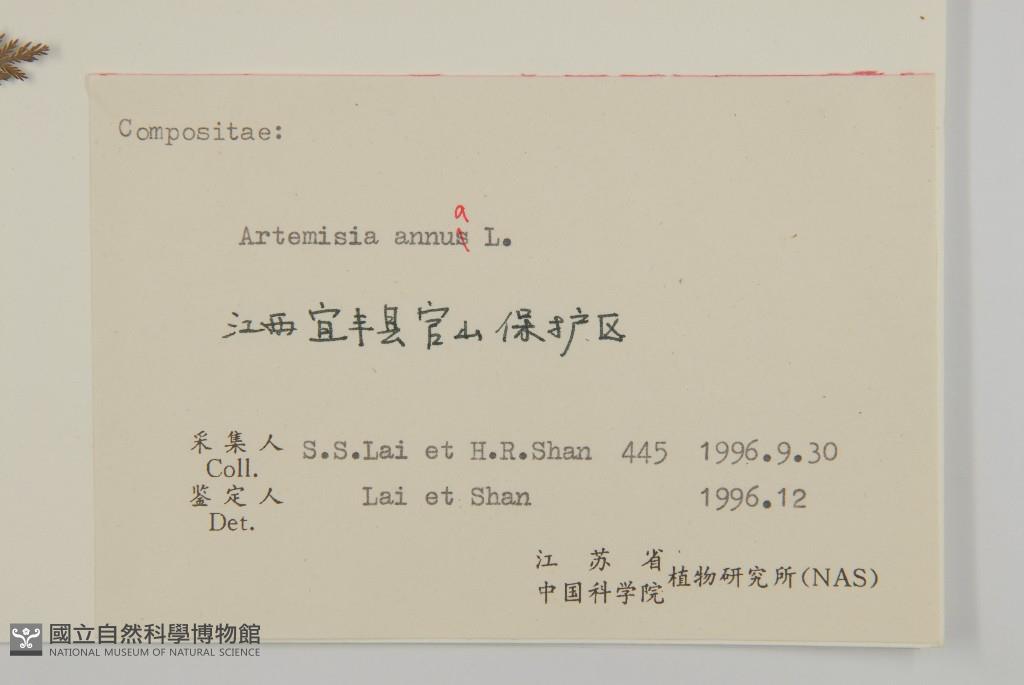 Compositae:
a
Artemisia annus L.
江西宜丰县官山保护区
采集人 S.S.Lai et H.R.Shan 445 1996.9.30
Coll.
鉴定人 Lai et Shan 1996.12
Det.
江苏省
中国科学院 植物研究所(NAS)
國立自然科學博物館
NATIONAL MUSEUM OF NATURAL SCIENCE